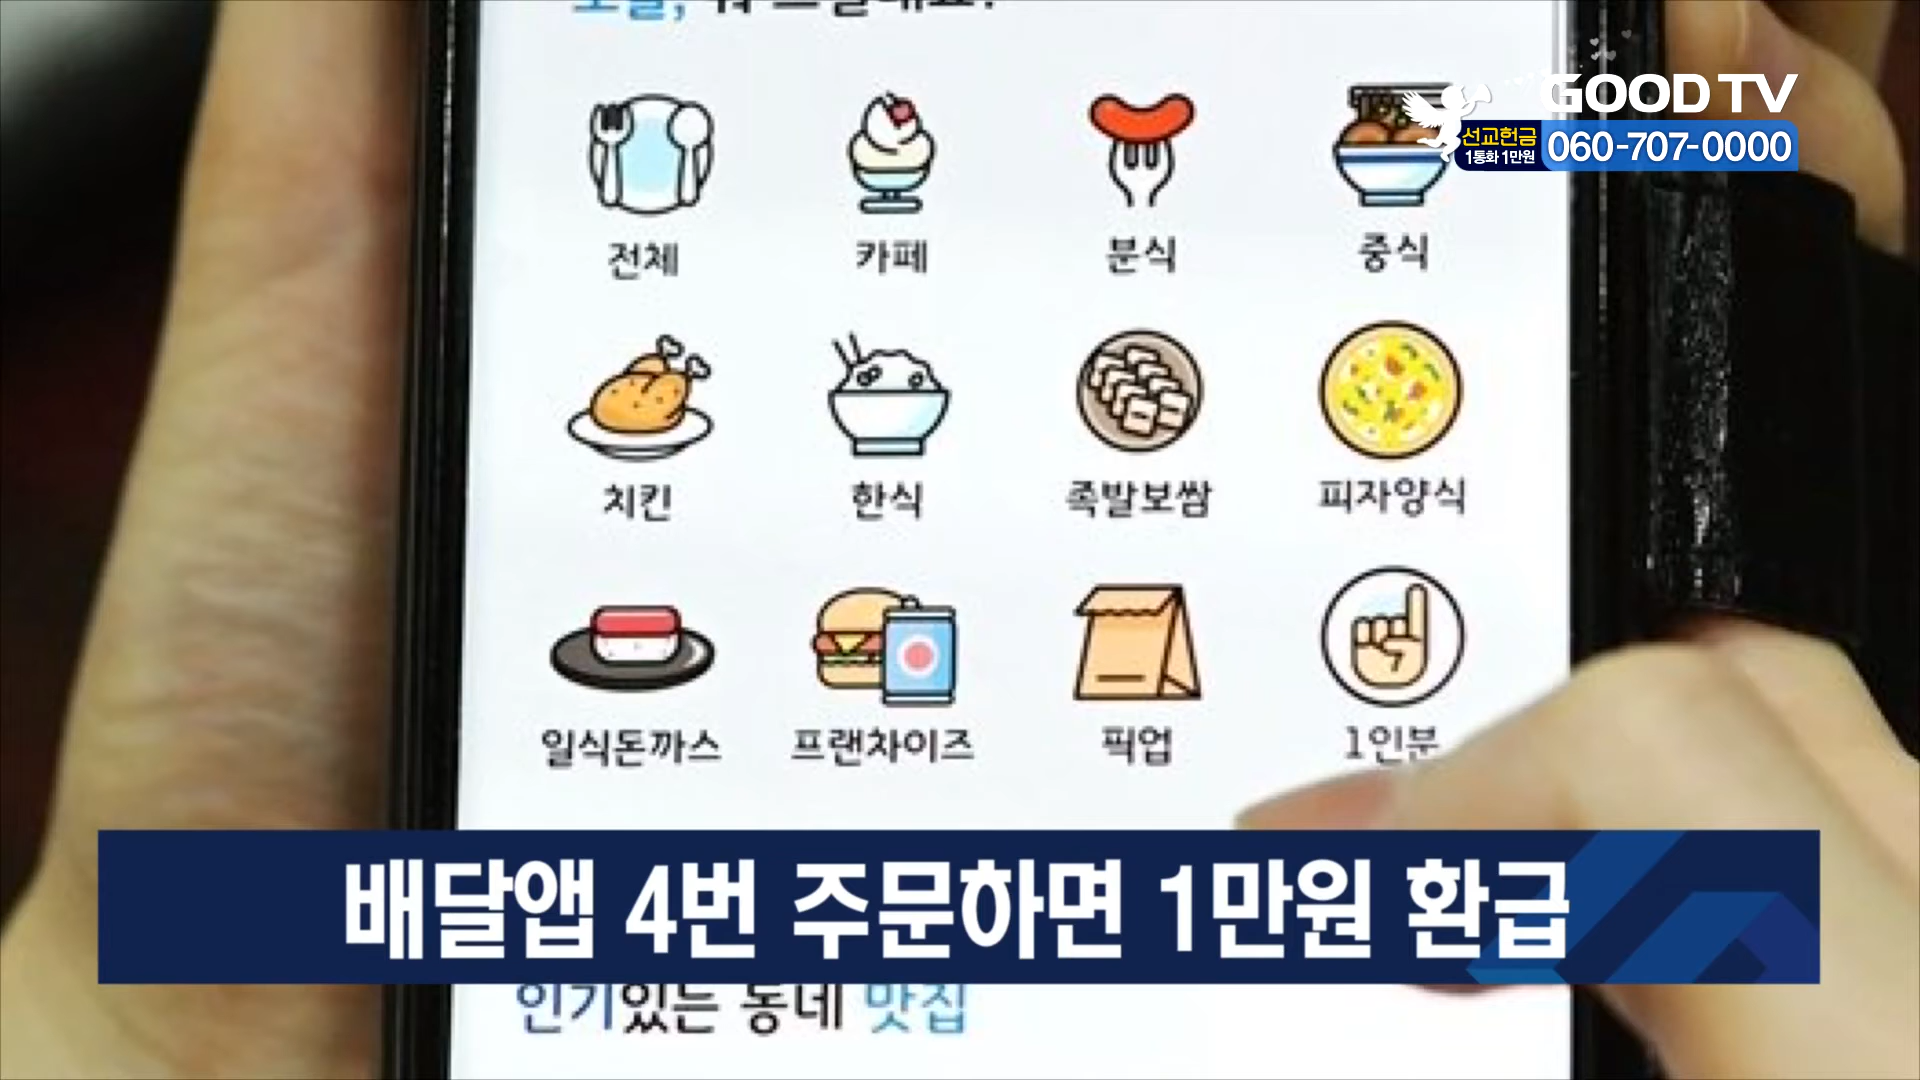 GOODTV
선교헌금
1통화 1만원
060-707-0000
전체 카페 분식 중식
치킨 한식 족발보쌈 피자양식
일식돈까스 프랜차이즈 픽업 1인분
배달앱 4번 주문하면 1만원 환급
인기있는 동네 맛집